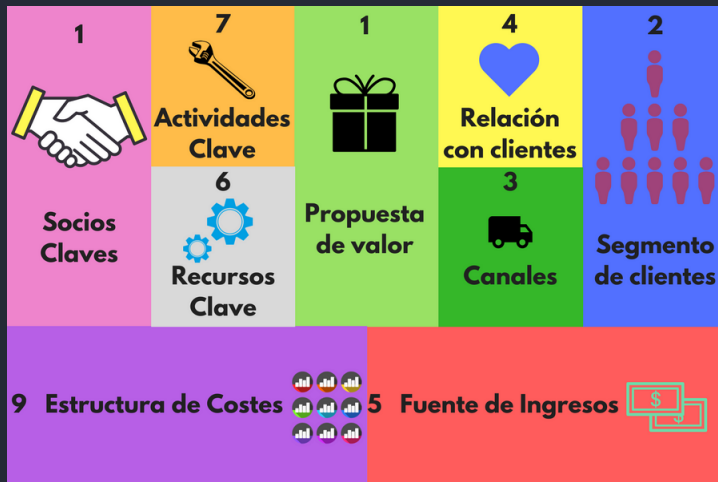 1
Socios
Claves
7
Actividades
Clave
6
Recursos
Clave
1
Propuesta
de valor
4
Relación
con clientes
3
Canales
2
Segmento
de clientes
9 Estructura de Costes
5 Fuente de Ingresos
$
$